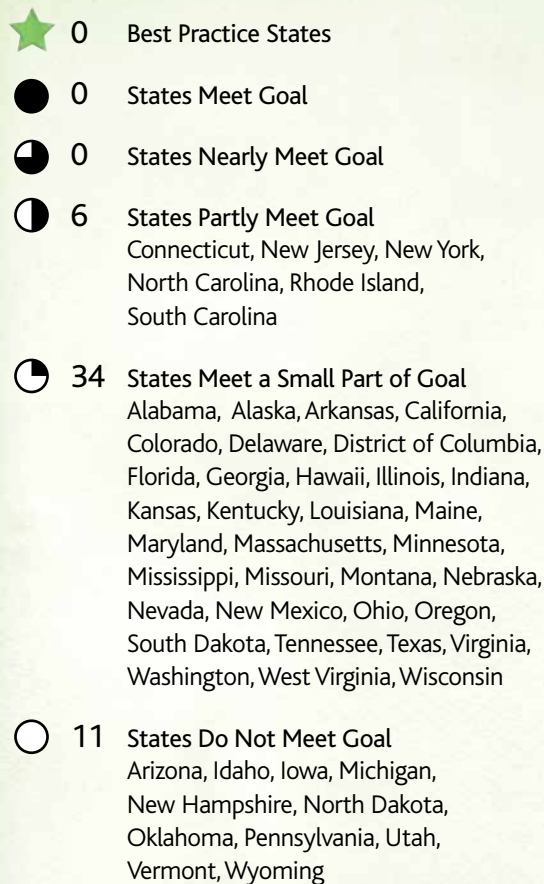 0 Best Practice States
0 States Meet Goal
0 States Nearly Meet Goal
6 States Partly Meet Goal
Connecticut, New Jersey, New York,
North Carolina, Rhode Island,
South Carolina
34 States Meet a Small Part of Goal
Alabama, Alaska, Arkansas, California,
Colorado, Delaware, District of Columbia,
Florida, Georgia, Hawaii, Illinois, Indiana,
Kansas, Kentucky, Louisiana, Maine,
Maryland, Massachusetts, Minnesota,
Mississippi, Missouri, Montana, Nebraska,
Nevada, New Mexico, Ohio, Oregon,
South Dakota, Tennessee, Texas, Virginia,
Washington, West Virginia, Wisconsin
11 States Do Not Meet Goal
Arizona, Idaho, Iowa, Michigan,
New Hampshire, North Dakota,
Oklahoma, Pennsylvania, Utah,
Vermont, Wyoming